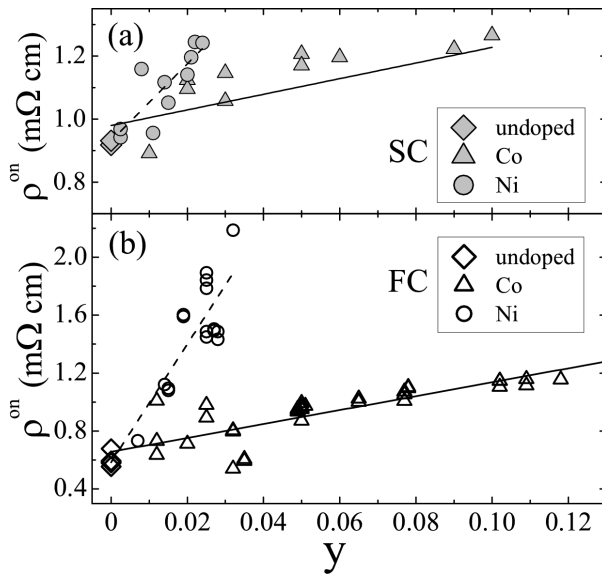 (a)
1.2
1.0
0.8
ρ^on (mΩ cm)
SC
undoped
Co
Ni
(b)
2.0
1.6
1.2
0.8
0.4
ρ^on (mΩ cm)
FC
undoped
Co
Ni
0 0.02 0.04 0.06 0.08 0.10 0.12
y